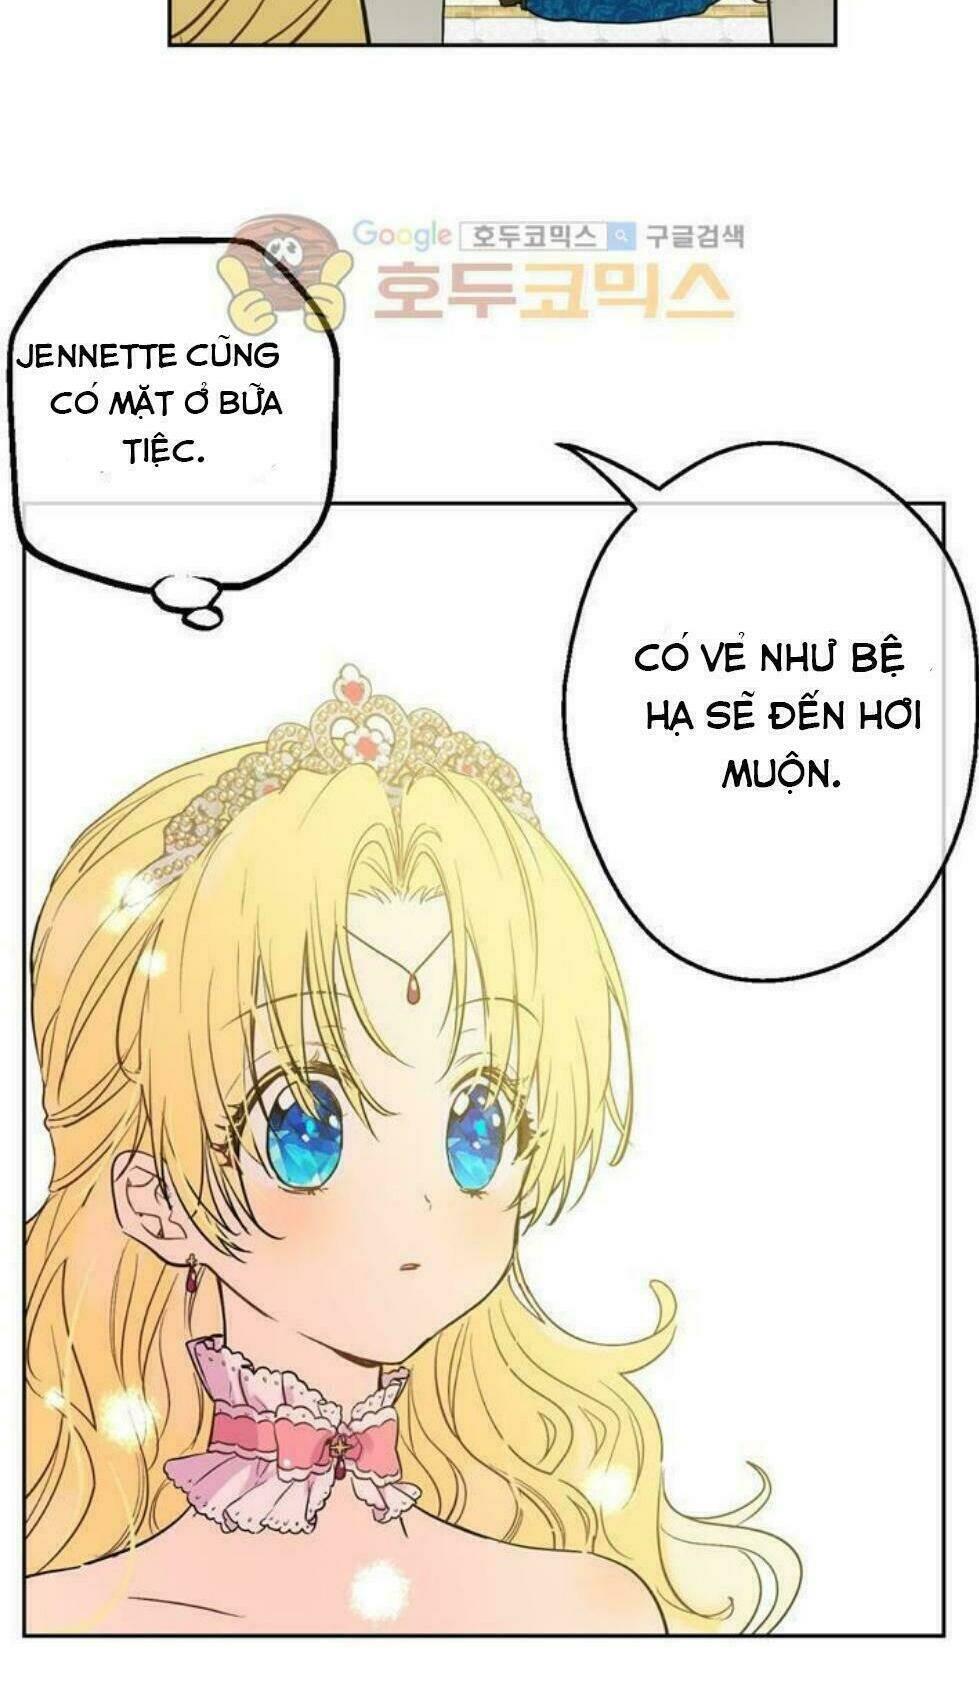 Google 호두코믹스 구글검색
호두코믹스
JENNETTE CŨNG
CÓ MẶT Ở BỮA
TIỆC.
CÓ VẺ NHƯ BỆ
HẠ SẼ ĐẾN HƠI
MUỘN.